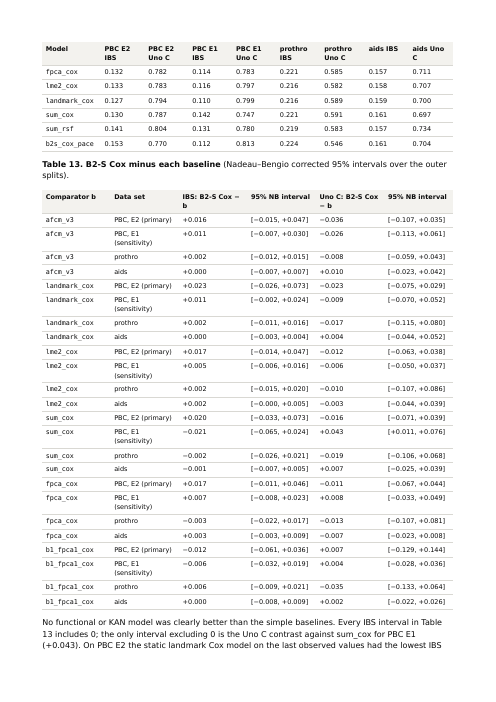 Model PBC E2 IBS PBC E2 Uno C PBC E1 IBS PBC E1 Uno C prothro IBS prothro Uno C aids IBS aids Uno C
fpca_cox 0.132 0.782 0.114 0.783 0.221 0.585 0.157 0.711
lme2_cox 0.133 0.783 0.116 0.797 0.216 0.582 0.158 0.707
landmark_cox 0.127 0.794 0.110 0.799 0.216 0.589 0.159 0.700
sum_cox 0.130 0.787 0.142 0.747 0.221 0.591 0.161 0.697
sum_rsf 0.141 0.804 0.131 0.780 0.219 0.583 0.157 0.734
b2s_cox_pace 0.153 0.770 0.112 0.813 0.224 0.546 0.161 0.704
Table 13. B2-S Cox minus each baseline (Nadeau–Bengio corrected 95% intervals over the outer
splits).
Comparator b Data set IBS: B2-S Cox − b 95% NB interval Uno C: B2-S Cox − b 95% NB interval
afcm_v3 PBC, E2 (primary) +0.016 [−0.015, +0.047] −0.036 [−0.107, +0.035]
afcm_v3 PBC, E1 (sensitivity) +0.011 [−0.007, +0.030] −0.026 [−0.113, +0.061]
afcm_v3 prothro +0.002 [−0.012, +0.015] −0.008 [−0.059, +0.043]
afcm_v3 aids +0.000 [−0.007, +0.007] +0.010 [−0.023, +0.042]
landmark_cox PBC, E2 (primary) +0.023 [−0.026, +0.073] −0.023 [−0.075, +0.029]
landmark_cox PBC, E1 (sensitivity) +0.011 [−0.002, +0.024] −0.009 [−0.070, +0.052]
landmark_cox prothro +0.002 [−0.011, +0.016] −0.017 [−0.115, +0.080]
landmark_cox aids +0.000 [−0.003, +0.004] +0.004 [−0.044, +0.052]
lme2_cox PBC, E2 (primary) +0.017 [−0.014, +0.047] −0.012 [−0.063, +0.038]
lme2_cox PBC, E1 (sensitivity) +0.005 [−0.006, +0.016] −0.006 [−0.050, +0.037]
lme2_cox prothro +0.002 [−0.015, +0.020] −0.010 [−0.107, +0.086]
lme2_cox aids +0.002 [−0.000, +0.005] −0.003 [−0.044, +0.039]
sum_cox PBC, E2 (primary) +0.020 [−0.033, +0.073] −0.016 [−0.071, +0.039]
sum_cox PBC, E1 (sensitivity) −0.021 [−0.065, +0.024] +0.043 [+0.011, +0.076]
sum_cox prothro −0.002 [−0.026, +0.021] −0.019 [−0.106, +0.068]
sum_cox aids −0.001 [−0.007, +0.005] +0.007 [−0.025, +0.039]
fpca_cox PBC, E2 (primary) +0.017 [−0.011, +0.046] −0.011 [−0.067, +0.044]
fpca_cox PBC, E1 (sensitivity) +0.007 [−0.008, +0.023] +0.008 [−0.033, +0.049]
fpca_cox prothro −0.003 [−0.022, +0.017] −0.013 [−0.107, +0.081]
fpca_cox aids +0.003 [−0.003, +0.009] −0.007 [−0.023, +0.008]
b1_fpca1_cox PBC, E2 (primary) −0.012 [−0.061, +0.036] +0.007 [−0.129, +0.144]
b1_fpca1_cox PBC, E1 (sensitivity) −0.006 [−0.032, +0.019] +0.004 [−0.028, +0.036]
b1_fpca1_cox prothro +0.006 [−0.009, +0.021] −0.035 [−0.133, +0.064]
b1_fpca1_cox aids +0.000 [−0.008, +0.009] +0.002 [−0.022, +0.026]
No functional or KAN model was clearly better than the simple baselines. Every IBS interval in Table
13 includes 0; the only interval excluding 0 is the Uno C contrast against sum_cox for PBC E1
(+0.043). On PBC E2 the static landmark Cox model on the last observed values had the lowest IBS